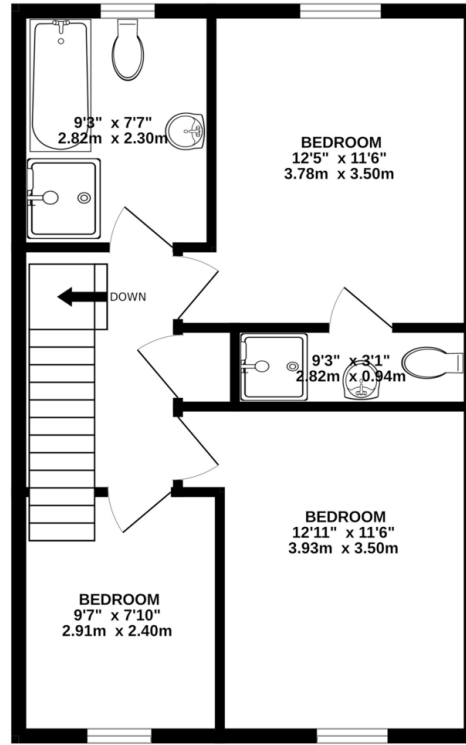 9'3" x 7'7"
2.82m x 2.30m
BEDROOM
12'5" x 11'6"
3.78m x 3.50m
DOWN
9'3" x 3'1"
2.82m x 0.94m
BEDROOM
12'11" x 11'6"
3.93m x 3.50m
BEDROOM
9'7" x 7'10"
2.91m x 2.40m